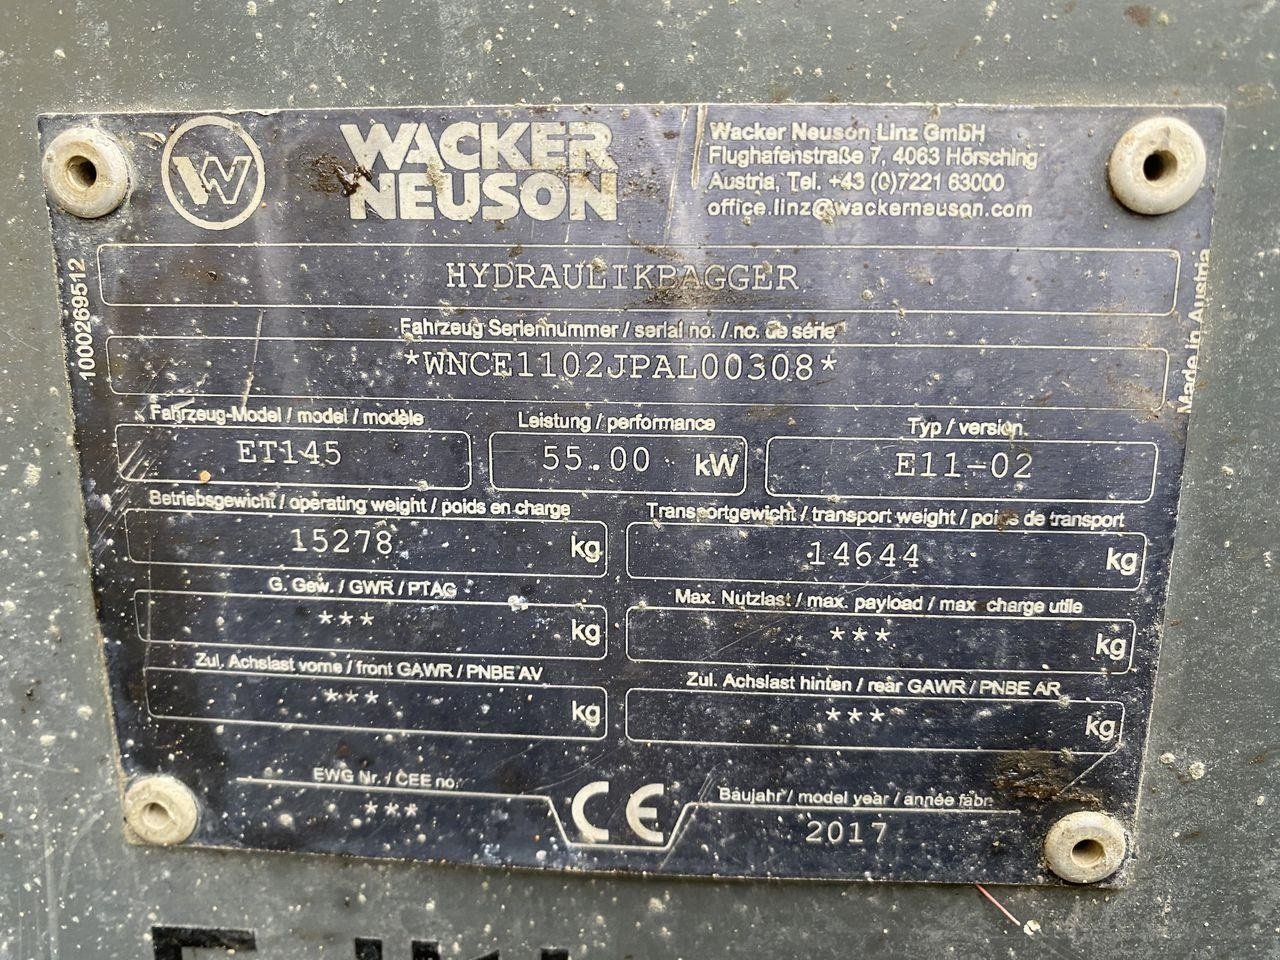 W
WACKER
NEUSON
Wacker Neuson Linz GmbH
Flughafenstraße 7, 4063 Hörsching
Austria, Tel. +43 (0)7221 63000
office.linz@wackerneuson.com
HYDRAULIKBAGGER
1000269512
Made in Austria
Fahrzeug Seriennummer / serial no. / no. de série
*WNCE1102JPAL00308*
Fahrzeug-Model / model / modèle
ET145
Leistung / performance
55.00 kW
Typ / version
E11-02
Betriebsgewicht / operating weight / poids en charge
15278 kg
Transportgewicht / transport weight / poids de transport
14644 kg
G. Gew. / GWR / PTAG
*** kg
Max. Nutzlast / max. payload / max charge utile
*** kg
Zul. Achslast vorne / front GAWR / PNBE AV
*** kg
Zul. Achslast hinten / rear GAWR / PNBE AR
*** kg
EWG Nr. / CEE no.
***
CE
Baujahr / model year / année fabr.
2017